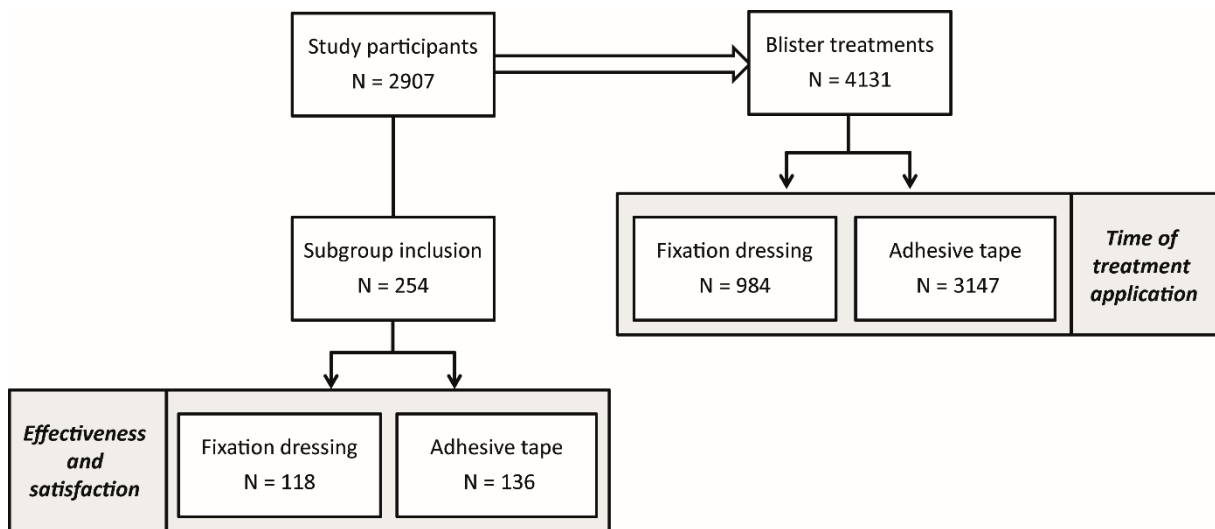 Study participants
N = 2907
Blister treatments
N = 4131
Subgroup inclusion
N = 254
Fixation dressing
N = 984
Adhesive tape
N = 3147
Time of
treatment
application
Effectiveness
and
satisfaction
Fixation dressing
N = 118
Adhesive tape
N = 136